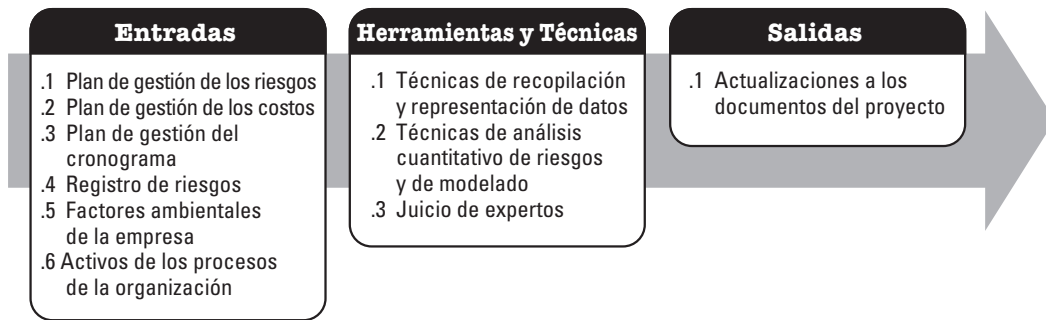 Entradas
.1 Plan de gestión de los riesgos
.2 Plan de gestión de los costos
.3 Plan de gestión del
cronograma
.4 Registro de riesgos
.5 Factores ambientales
de la empresa
.6 Activos de los procesos
de la organización
Herramientas y Técnicas
.1 Técnicas de recopilación
y representación de datos
.2 Técnicas de análisis
cuantitativo de riesgos
y de modelado
.3 Juicio de expertos
Salidas
.1 Actualizaciones a los
documentos del proyecto